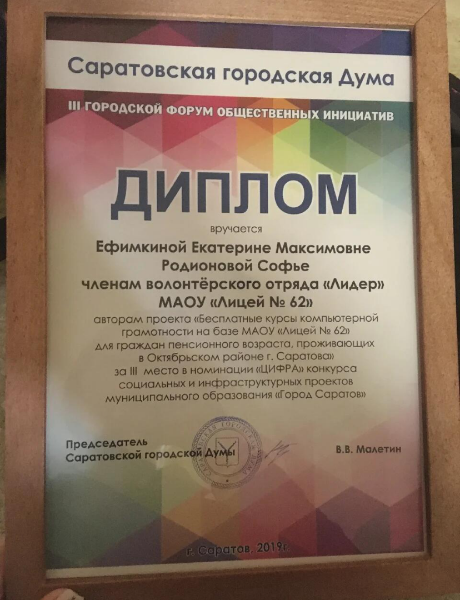 Саратовская городская Дума
III ГОРОДСКОЙ ФОРУМ ОБЩЕСТВЕННЫХ ИНИЦИАТИВ
ДИПЛОМ
вручается
Ефимкиной Екатерине Максимовне
Родионовой Софье
членам волонтёрского отряда «Лидер»
МАОУ «Лицей № 62»
авторам проекта «Бесплатные курсы компьютерной
грамотности на базе МАОУ «Лицей № 62»
для граждан пенсионного возраста, проживающих
в Октябрьском районе г. Саратова»
за III место в номинации «ЦИФРА» конкурса
социальных и инфраструктурных проектов
муниципального образования «Город Саратов»
Председатель
Саратовской городской Думы
В.В. Малетин
г. Саратов, 2019г.